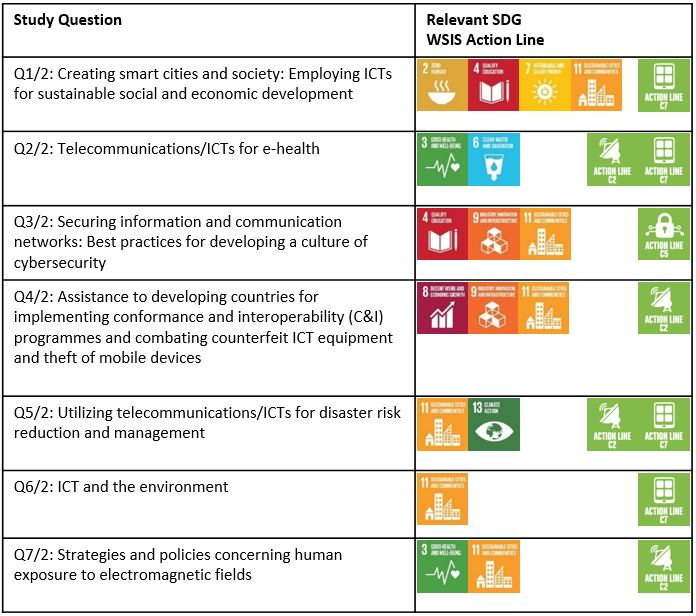 Study Question
Relevant SDG
WSIS Action Line
Q1/2: Creating smart cities and society: Employing ICTs
for sustainable social and economic development
2 ZERO
HUNGER
4 QUALITY
EDUCATION
7 AFFORDABLE AND
CLEAN ENERGY
11 SUSTAINABLE CITIES
AND COMMUNITIES
ACTION LINE
C7
Q2/2: Telecommunications/ICTs for e-health
3 GOOD HEALTH
AND WELL-BEING
6 CLEAN WATER
AND SANITATION
ACTION LINE
C2
ACTION LINE
C7
Q3/2: Securing information and communication
networks: Best practices for developing a culture of
cybersecurity
4 QUALITY
EDUCATION
9 INDUSTRY, INNOVATION
AND INFRASTRUCTURE
11 SUSTAINABLE CITIES
AND COMMUNITIES
ACTION LINE
C5
Q4/2: Assistance to developing countries for
implementing conformance and interoperability (C&I)
programmes and combating counterfeit ICT equipment
and theft of mobile devices
8 DECENT WORK AND
ECONOMIC GROWTH
9 INDUSTRY, INNOVATION
AND INFRASTRUCTURE
11 SUSTAINABLE CITIES
AND COMMUNITIES
ACTION LINE
C2
Q5/2: Utilizing telecommunications/ICTs for disaster risk
reduction and management
11 SUSTAINABLE CITIES
AND COMMUNITIES
13 CLIMATE
ACTION
ACTION LINE
C2
ACTION LINE
C7
Q6/2: ICT and the environment
11 SUSTAINABLE CITIES
AND COMMUNITIES
ACTION LINE
C7
Q7/2: Strategies and policies concerning human
exposure to electromagnetic fields
3 GOOD HEALTH
AND WELL-BEING
11 SUSTAINABLE CITIES
AND COMMUNITIES
ACTION LINE
C2